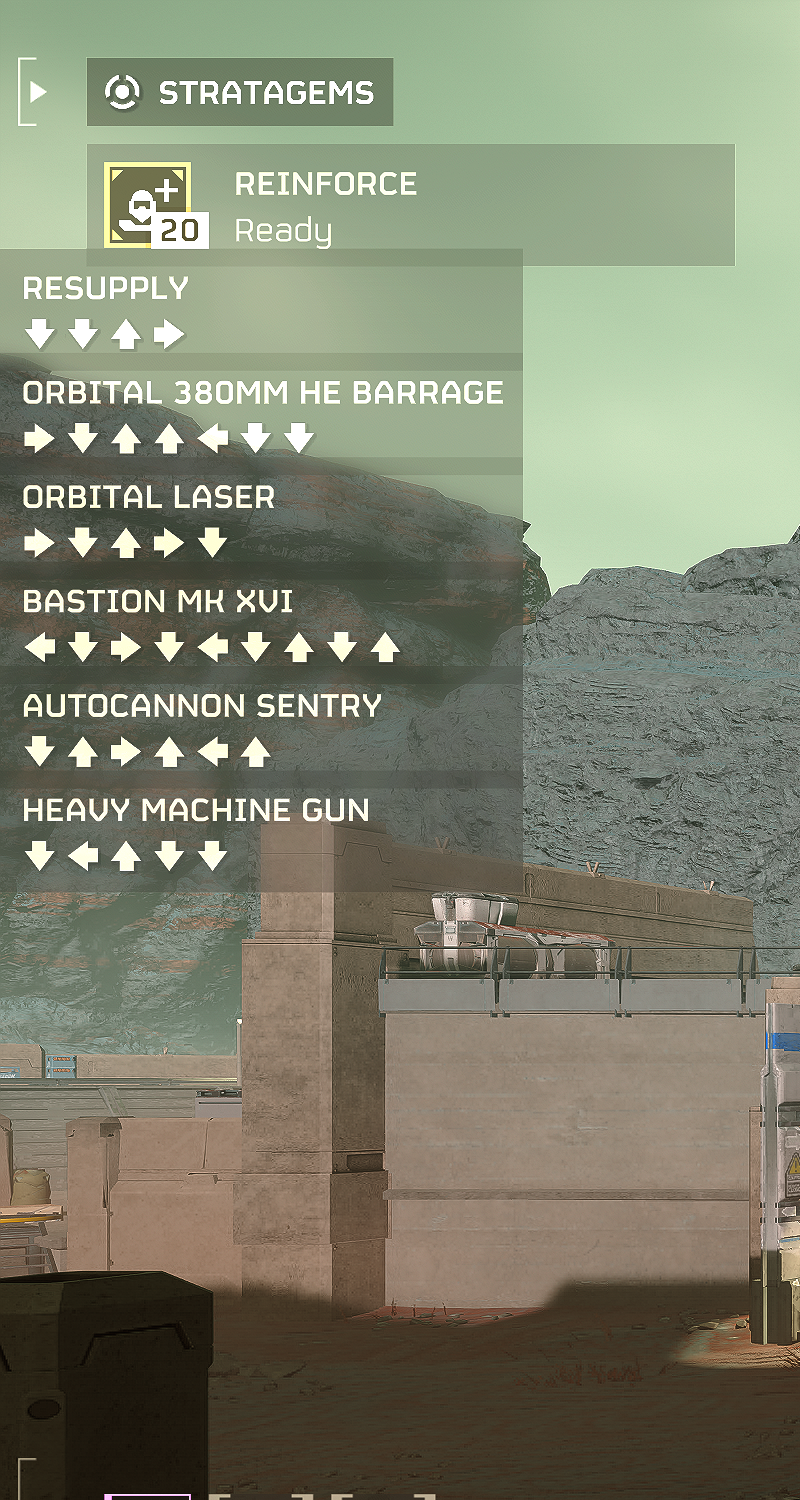 STRATAGEMS
REINFORCE
20
Ready
RESUPPLY
⬇⬇⬆➡
ORBITAL 380MM HE BARRAGE
➡⬇⬆⬆⬅⬇⬇
ORBITAL LASER
➡⬇⬆➡⬇
BASTION MK XVI
⬅⬇➡⬇⬅⬇⬆⬇⬆
AUTOCANNON SENTRY
⬇⬆➡⬆⬅⬆
HEAVY MACHINE GUN
⬇⬅⬆⬇⬇